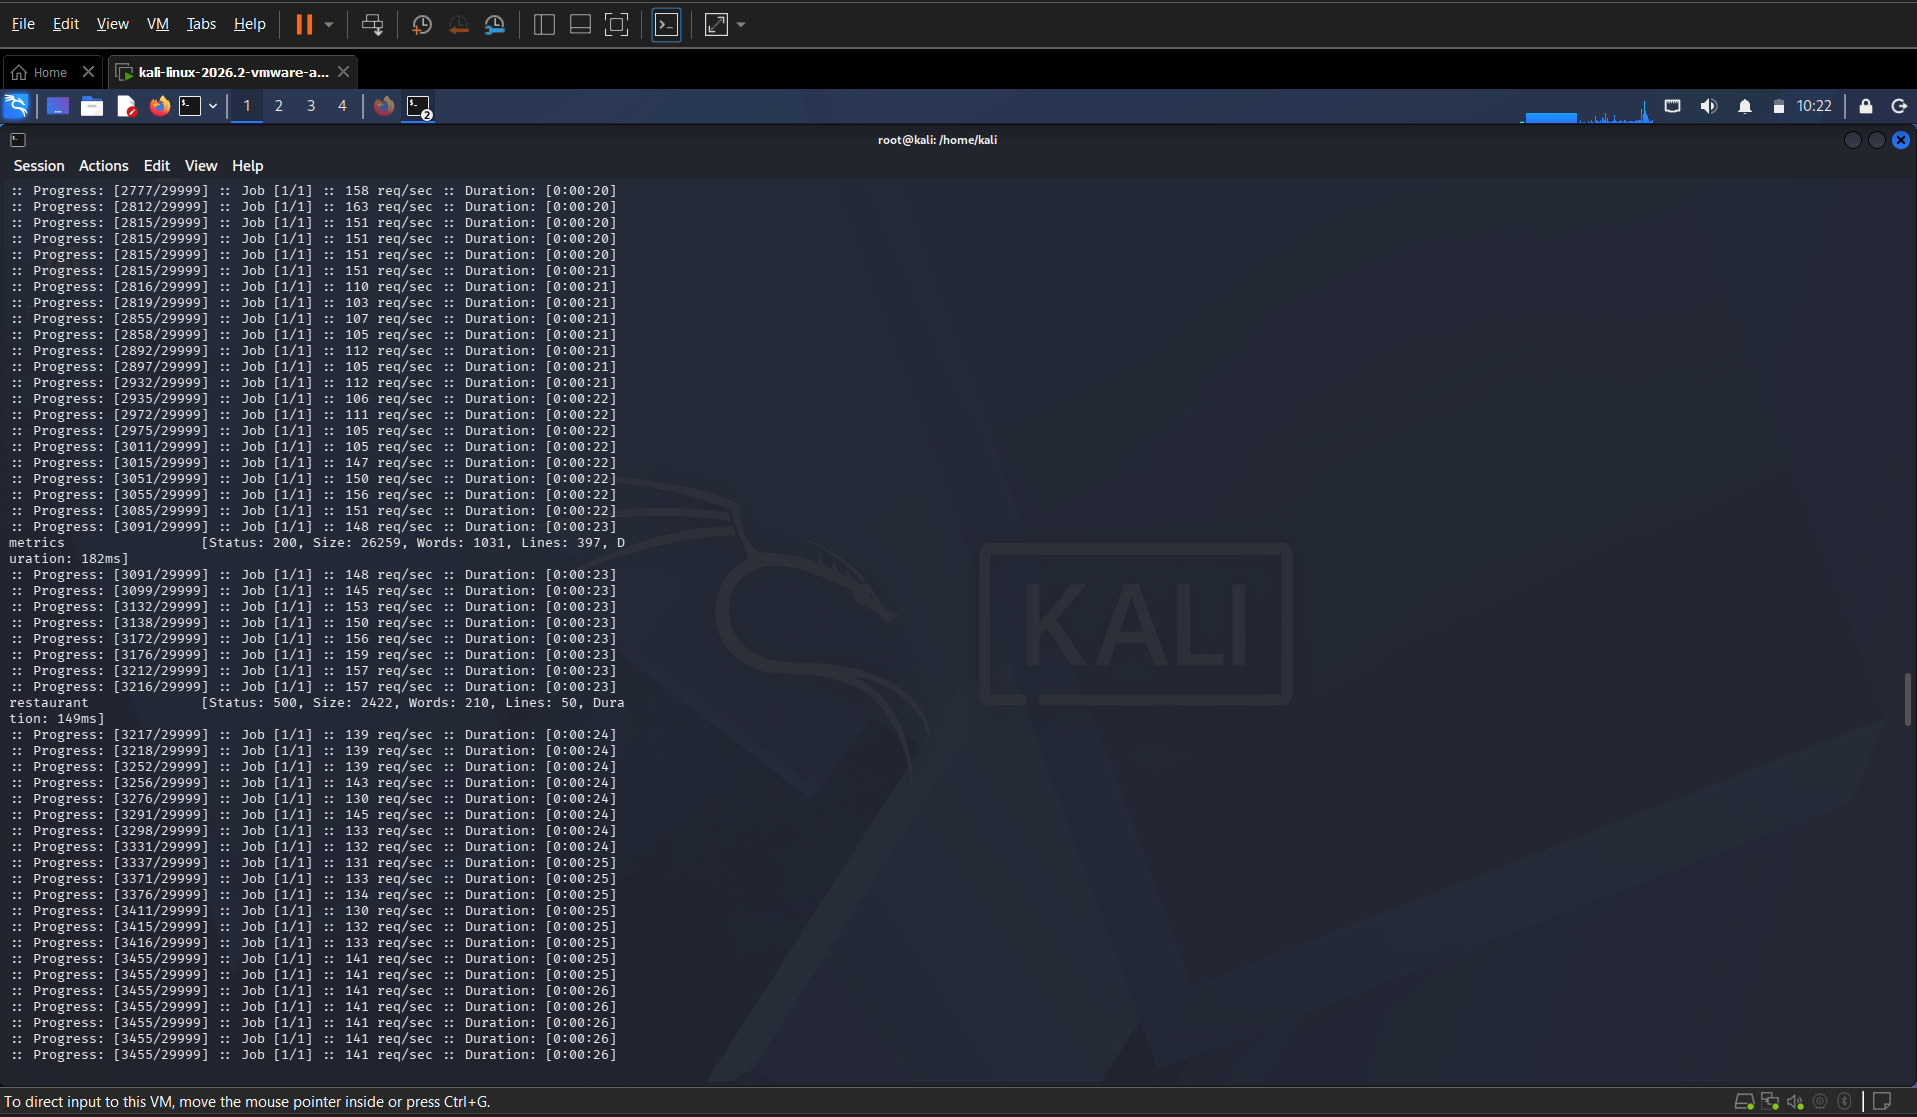 File Edit View VM Tabs Help
Home
kali-linux-2026.2-vmware-a...
1 2 3 4
2
10:22
root@kali: /home/kali
Session Actions Edit View Help
:: Progress: [2777/29999] :: Job [1/1] :: 158 req/sec :: Duration: [0:00:20]
:: Progress: [2812/29999] :: Job [1/1] :: 163 req/sec :: Duration: [0:00:20]
:: Progress: [2815/29999] :: Job [1/1] :: 151 req/sec :: Duration: [0:00:20]
:: Progress: [2815/29999] :: Job [1/1] :: 151 req/sec :: Duration: [0:00:20]
:: Progress: [2815/29999] :: Job [1/1] :: 151 req/sec :: Duration: [0:00:20]
:: Progress: [2815/29999] :: Job [1/1] :: 151 req/sec :: Duration: [0:00:21]
:: Progress: [2816/29999] :: Job [1/1] :: 110 req/sec :: Duration: [0:00:21]
:: Progress: [2819/29999] :: Job [1/1] :: 103 req/sec :: Duration: [0:00:21]
:: Progress: [2855/29999] :: Job [1/1] :: 107 req/sec :: Duration: [0:00:21]
:: Progress: [2858/29999] :: Job [1/1] :: 105 req/sec :: Duration: [0:00:21]
:: Progress: [2892/29999] :: Job [1/1] :: 112 req/sec :: Duration: [0:00:21]
:: Progress: [2897/29999] :: Job [1/1] :: 105 req/sec :: Duration: [0:00:21]
:: Progress: [2932/29999] :: Job [1/1] :: 112 req/sec :: Duration: [0:00:21]
:: Progress: [2935/29999] :: Job [1/1] :: 106 req/sec :: Duration: [0:00:22]
:: Progress: [2972/29999] :: Job [1/1] :: 111 req/sec :: Duration: [0:00:22]
:: Progress: [2975/29999] :: Job [1/1] :: 105 req/sec :: Duration: [0:00:22]
:: Progress: [3011/29999] :: Job [1/1] :: 105 req/sec :: Duration: [0:00:22]
:: Progress: [3015/29999] :: Job [1/1] :: 147 req/sec :: Duration: [0:00:22]
:: Progress: [3051/29999] :: Job [1/1] :: 150 req/sec :: Duration: [0:00:22]
:: Progress: [3055/29999] :: Job [1/1] :: 156 req/sec :: Duration: [0:00:22]
:: Progress: [3085/29999] :: Job [1/1] :: 151 req/sec :: Duration: [0:00:22]
:: Progress: [3091/29999] :: Job [1/1] :: 148 req/sec :: Duration: [0:00:23]
metrics [Status: 200, Size: 26259, Words: 1031, Lines: 397, D
uration: 182ms]
:: Progress: [3091/29999] :: Job [1/1] :: 148 req/sec :: Duration: [0:00:23]
:: Progress: [3099/29999] :: Job [1/1] :: 145 req/sec :: Duration: [0:00:23]
:: Progress: [3132/29999] :: Job [1/1] :: 153 req/sec :: Duration: [0:00:23]
:: Progress: [3138/29999] :: Job [1/1] :: 150 req/sec :: Duration: [0:00:23]
:: Progress: [3172/29999] :: Job [1/1] :: 156 req/sec :: Duration: [0:00:23]
:: Progress: [3176/29999] :: Job [1/1] :: 159 req/sec :: Duration: [0:00:23]
:: Progress: [3212/29999] :: Job [1/1] :: 157 req/sec :: Duration: [0:00:23]
:: Progress: [3216/29999] :: Job [1/1] :: 157 req/sec :: Duration: [0:00:23]
restaurant [Status: 500, Size: 2422, Words: 210, Lines: 50, Dura
tion: 149ms]
:: Progress: [3217/29999] :: Job [1/1] :: 139 req/sec :: Duration: [0:00:24]
:: Progress: [3218/29999] :: Job [1/1] :: 139 req/sec :: Duration: [0:00:24]
:: Progress: [3252/29999] :: Job [1/1] :: 139 req/sec :: Duration: [0:00:24]
:: Progress: [3256/29999] :: Job [1/1] :: 143 req/sec :: Duration: [0:00:24]
:: Progress: [3276/29999] :: Job [1/1] :: 130 req/sec :: Duration: [0:00:24]
:: Progress: [3291/29999] :: Job [1/1] :: 145 req/sec :: Duration: [0:00:24]
:: Progress: [3298/29999] :: Job [1/1] :: 133 req/sec :: Duration: [0:00:24]
:: Progress: [3331/29999] :: Job [1/1] :: 132 req/sec :: Duration: [0:00:24]
:: Progress: [3337/29999] :: Job [1/1] :: 131 req/sec :: Duration: [0:00:25]
:: Progress: [3371/29999] :: Job [1/1] :: 133 req/sec :: Duration: [0:00:25]
:: Progress: [3376/29999] :: Job [1/1] :: 134 req/sec :: Duration: [0:00:25]
:: Progress: [3411/29999] :: Job [1/1] :: 130 req/sec :: Duration: [0:00:25]
:: Progress: [3415/29999] :: Job [1/1] :: 132 req/sec :: Duration: [0:00:25]
:: Progress: [3416/29999] :: Job [1/1] :: 133 req/sec :: Duration: [0:00:25]
:: Progress: [3455/29999] :: Job [1/1] :: 141 req/sec :: Duration: [0:00:25]
:: Progress: [3455/29999] :: Job [1/1] :: 141 req/sec :: Duration: [0:00:25]
:: Progress: [3455/29999] :: Job [1/1] :: 141 req/sec :: Duration: [0:00:26]
:: Progress: [3455/29999] :: Job [1/1] :: 141 req/sec :: Duration: [0:00:26]
:: Progress: [3455/29999] :: Job [1/1] :: 141 req/sec :: Duration: [0:00:26]
:: Progress: [3455/29999] :: Job [1/1] :: 141 req/sec :: Duration: [0:00:26]
:: Progress: [3455/29999] :: Job [1/1] :: 141 req/sec :: Duration: [0:00:26]
KALI
To direct input to this VM, move the mouse pointer inside or press Ctrl+G.